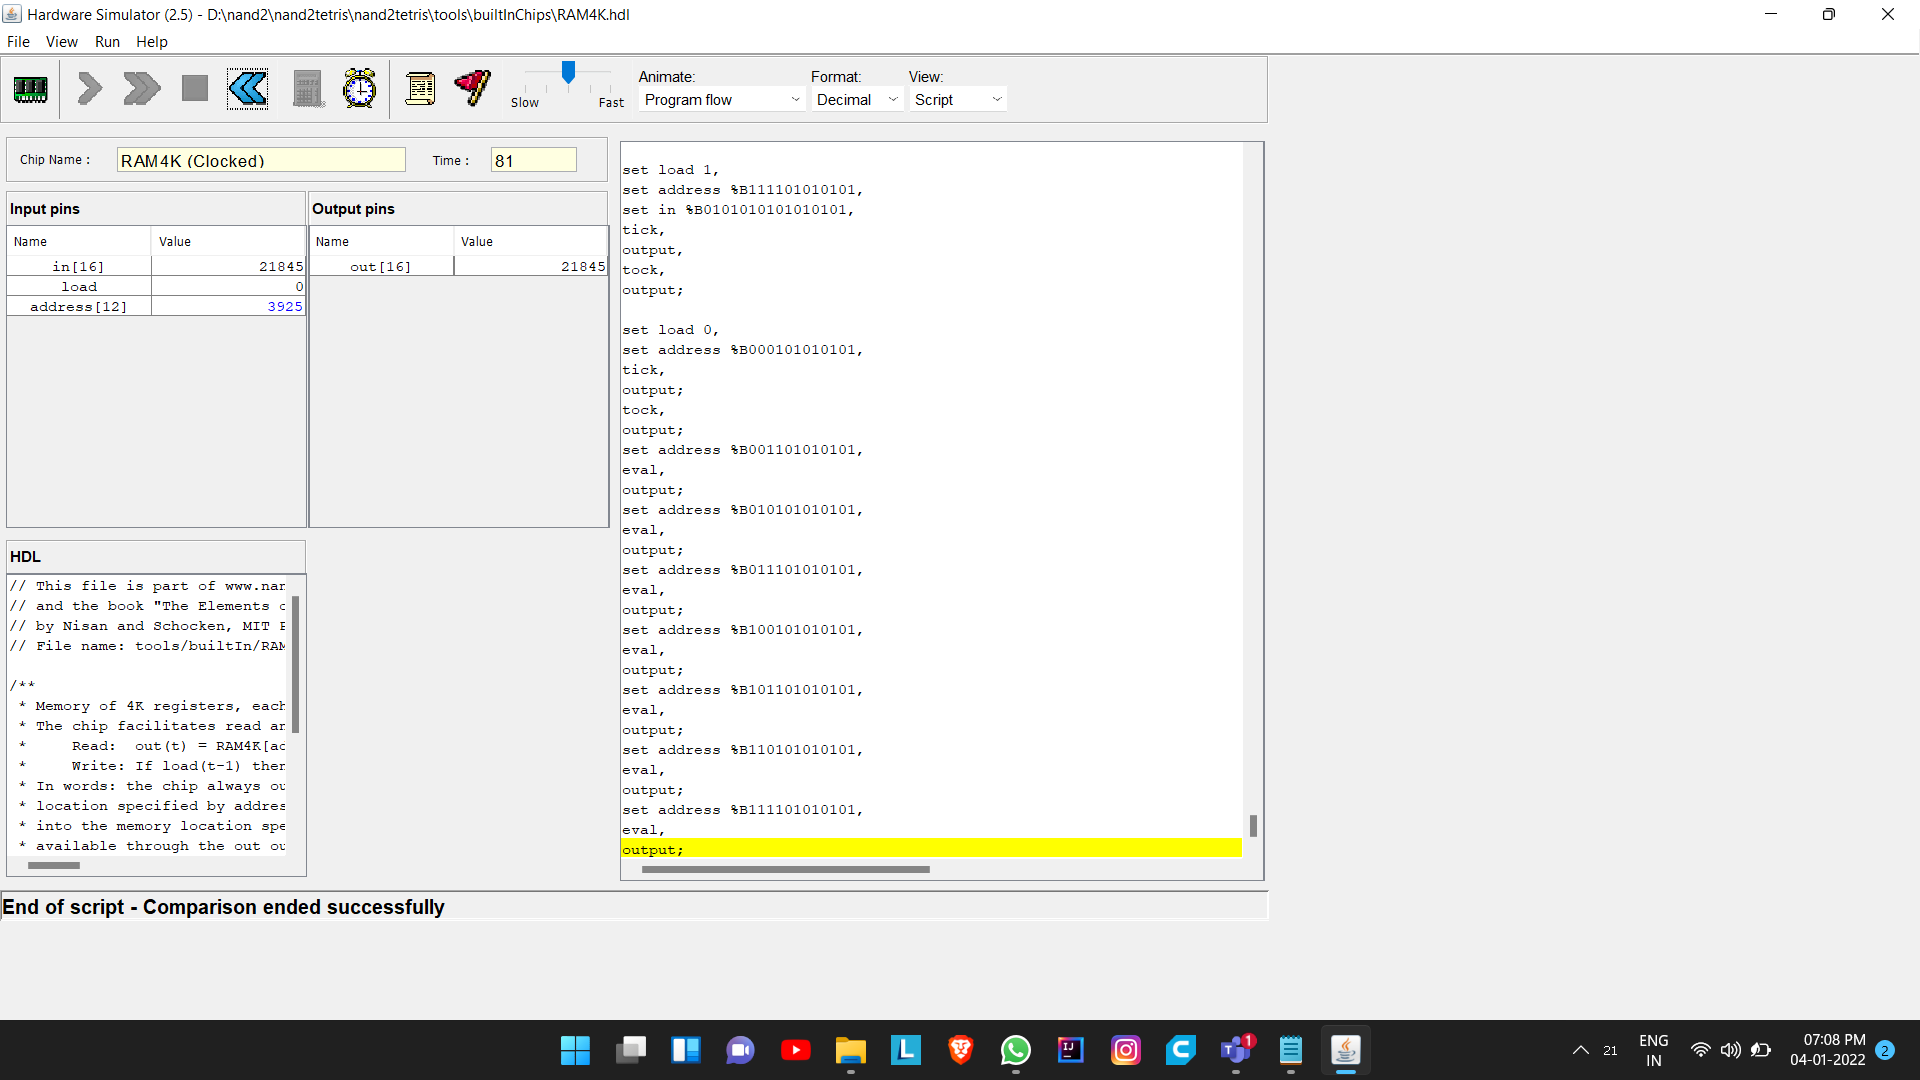 Hardware Simulator (2.5) - D:\nand2\nand2tetris\nand2tetris\tools\builtInChips\RAM4K.hdl
File View Run Help
Animate: Format: View:
Slow Fast Program flow Decimal Script
Chip Name : RAM4K (Clocked) Time : 81
Input pins
Name Value
in[16] 21845
load 0
address[12] 3925
Output pins
Name Value
out[16] 21845
HDL
// This file is part of www.nan
// and the book "The Elements o
// by Nisan and Schocken, MIT P
// File name: tools/builtIn/RAM
/**
* Memory of 4K registers, each
* The chip facilitates read an
* Read: out(t) = RAM4K[ad
* Write: If load(t-1) then
* In words: the chip always ou
* location specified by addres
* into the memory location spe
* available through the out ou
set load 1,
set address %B111101010101,
set in %B0101010101010101,
tick,
output,
tock,
output;
set load 0,
set address %B000101010101,
tick,
output;
tock,
output;
set address %B001101010101,
eval,
output;
set address %B010101010101,
eval,
output;
set address %B011101010101,
eval,
output;
set address %B100101010101,
eval,
output;
set address %B101101010101,
eval,
output;
set address %B110101010101,
eval,
output;
set address %B111101010101,
eval,
output;
End of script - Comparison ended successfully
L
IJ
1
21
ENG
IN
07:08 PM
04-01-2022
2